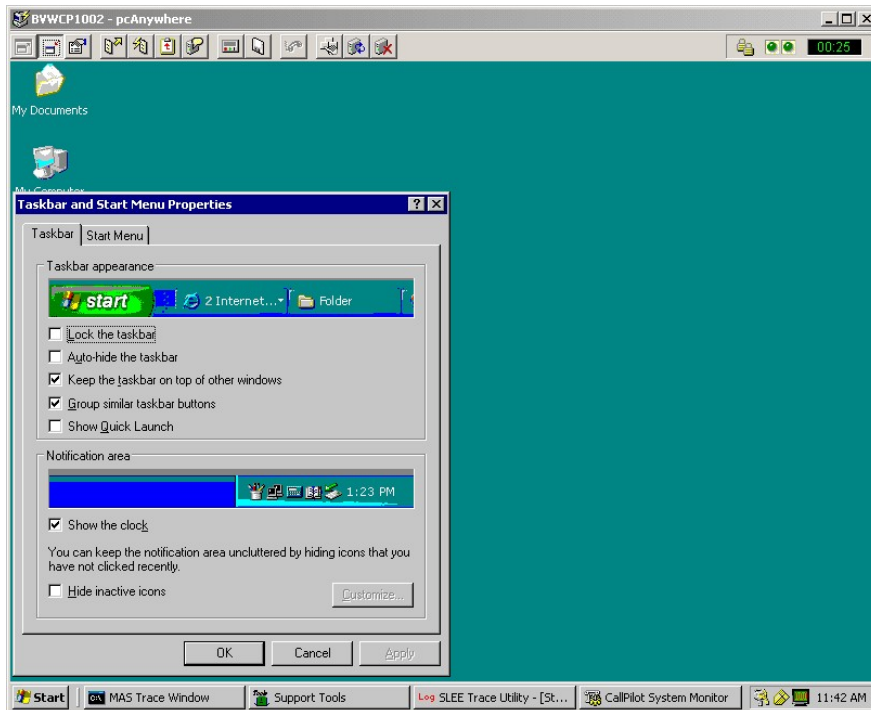 BVWCP1002 - pcAnywhere
00:25
My Documents
My Computer
Taskbar and Start Menu Properties
Taskbar
Start Menu
Taskbar appearance
start
2 Internet...
Folder
Lock the taskbar
Auto-hide the taskbar
Keep the taskbar on top of other windows
Group similar taskbar buttons
Show Quick Launch
Notification area
1:23 PM
Show the clock
You can keep the notification area uncluttered by hiding icons that you
have not clicked recently.
Hide inactive icons
Customize...
OK
Cancel
Apply
Start
MAS Trace Window
Support Tools
Log SLEE Trace Utility - [St...
CallPilot System Monitor
11:42 AM